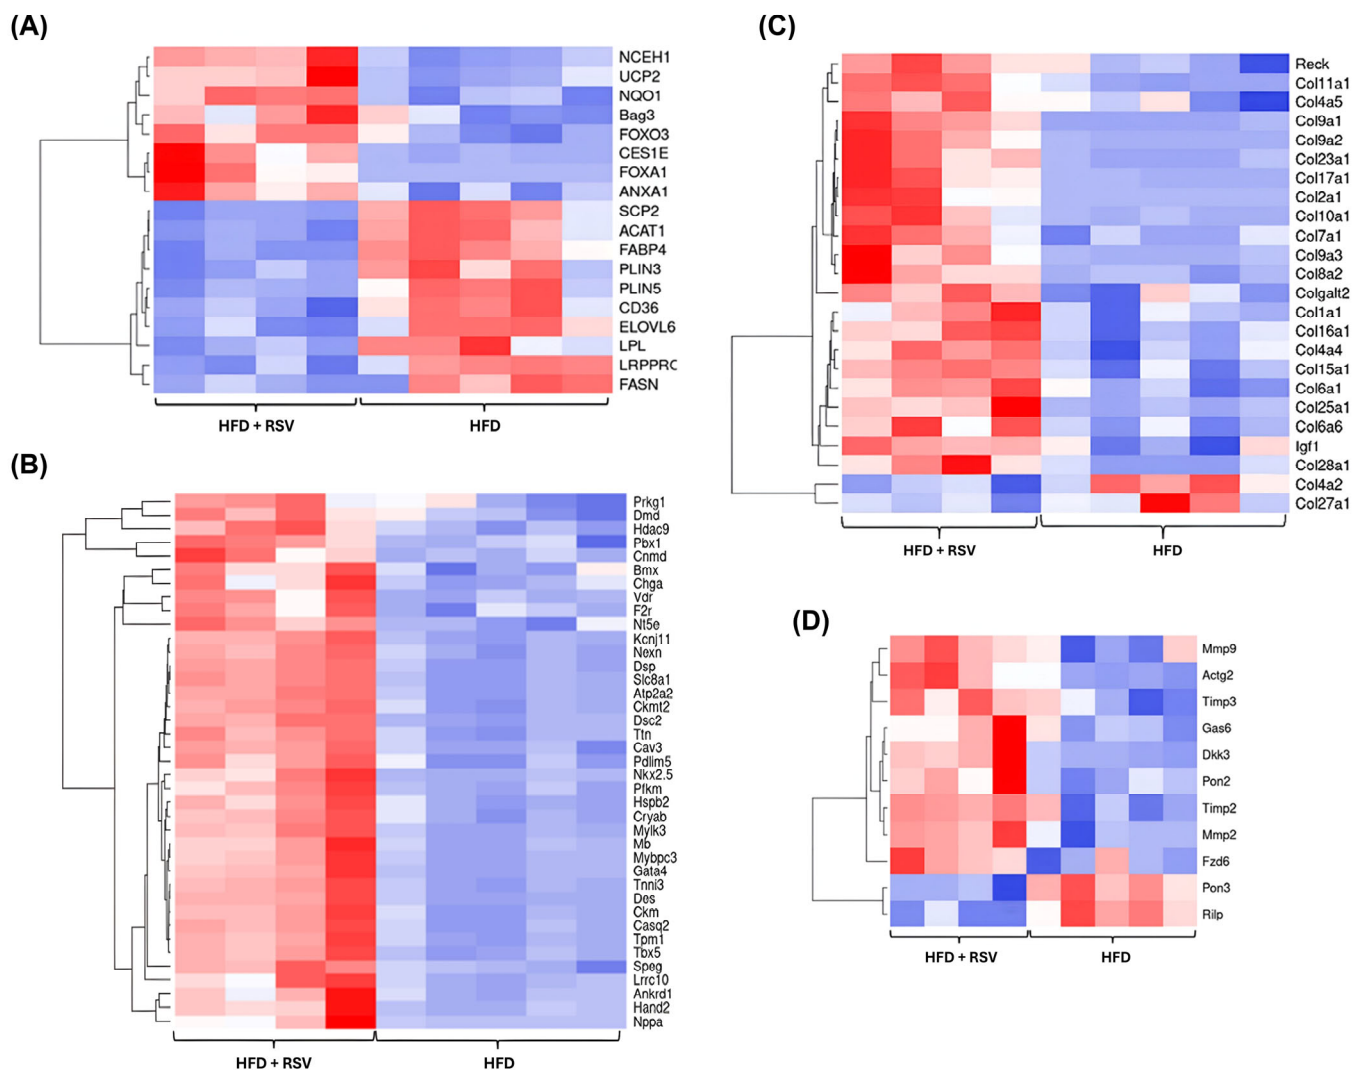 (A)
NCEH1
UCP2
NQO1
Bag3
FOXO3
CES1E
FOXA1
ANXA1
SCP2
ACAT1
FABP4
PLIN3
PLIN5
CD36
ELOVL6
LPL
LRPPRC
FASN
HFD + RSV
HFD
(B)
Prkg1
Dmd
Hdac9
Pbx1
Cnmd
Bmx
Chga
Vdr
F2r
Nt5e
Kcnj11
Nexn
Dsp
Slc8a1
Atp2a2
Ckmt2
Dsc2
Ttn
Cav3
Pdlim5
Nkx2.5
Pfkm
Hspb2
Cryab
Mylk3
Mb
Mybpc3
Gata4
Tnni3
Des
Ckm
Casq2
Tpm1
Tbx5
Speg
Lrrc10
Ankrd1
Hand2
Nppa
HFD + RSV
HFD
(C)
Reck
Col11a1
Col4a5
Col9a1
Col9a2
Col23a1
Col17a1
Col2a1
Col10a1
Col7a1
Col9a3
Col8a2
Colgalt2
Col1a1
Col16a1
Col4a4
Col15a1
Col6a1
Col25a1
Col6a6
Igf1
Col28a1
Col4a2
Col27a1
HFD + RSV
HFD
(D)
Mmp9
Actg2
Timp3
Gas6
Dkk3
Pon2
Timp2
Mmp2
Fzd6
Pon3
Rilp
HFD + RSV
HFD